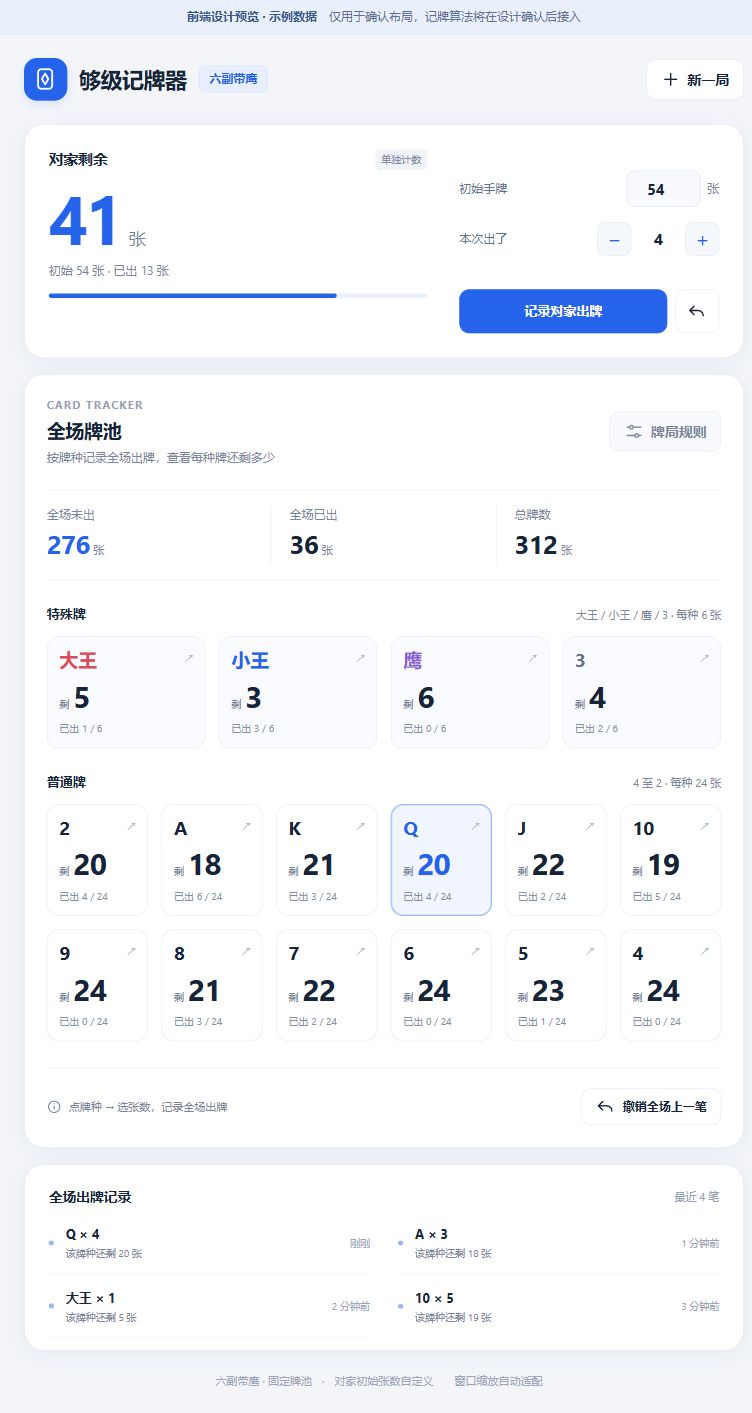 前端设计预览 · 示例数据 仅用于确认布局，记牌算法将在设计确认后接入
够级记牌器 六副带鹰 新一局
对家剩余 单独计数
41 张
初始 54 张 · 已出 13 张
初始手牌 54 张
本次出了 − 4 +
记录对家出牌
CARD TRACKER
全场牌池
按牌种记录全场出牌，查看每种牌还剩多少
牌局规则
全场未出 全场已出 总牌数
276 张 36 张 312 张
特殊牌 大王 / 小王 / 鹰 / 3 · 每种 6 张
大王 ↗ 小王 ↗ 鹰 ↗ 3 ↗
剩 5 剩 3 剩 6 剩 4
已出 1 / 6 已出 3 / 6 已出 0 / 6 已出 2 / 6
普通牌 4 至 2 · 每种 24 张
2 ↗ A ↗ K ↗ Q ↗ J ↗ 10 ↗
剩 20 剩 18 剩 21 剩 20 剩 22 剩 19
已出 4 / 24 已出 6 / 24 已出 3 / 24 已出 4 / 24 已出 2 / 24 已出 5 / 24
9 ↗ 8 ↗ 7 ↗ 6 ↗ 5 ↗ 4 ↗
剩 24 剩 21 剩 22 剩 24 剩 23 剩 24
已出 0 / 24 已出 3 / 24 已出 2 / 24 已出 0 / 24 已出 1 / 24 已出 0 / 24
点牌种 → 选张数，记录全场出牌 撤销全场上一笔
全场出牌记录 最近 4 笔
Q × 4 刚刚 A × 3 1 分钟前
该牌种还剩 20 张 该牌种还剩 18 张
大王 × 1 2 分钟前 10 × 5 3 分钟前
该牌种还剩 5 张 该牌种还剩 19 张
六副带鹰 · 固定牌池 · 对家初始张数自定义 窗口缩放自动适配